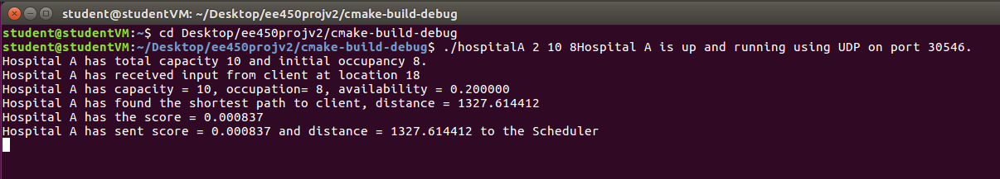 student@studentVM: ~/Desktop/ee450projv2/cmake-build-debug
student@studentVM:~$ cd Desktop/ee450projv2/cmake-build-debug
student@studentVM:~/Desktop/ee450projv2/cmake-build-debug$ ./hospitalA 2 10 8Hospital A is up and running using UDP on port 30546.
Hospital A has total capacity 10 and initial occupancy 8.
Hospital A has received input from client at location 18
Hospital A has capacity = 10, occupation= 8, availability = 0.200000
Hospital A has found the shortest path to client, distance = 1327.614412
Hospital A has the score = 0.000837
Hospital A has sent score = 0.000837 and distance = 1327.614412 to the Scheduler